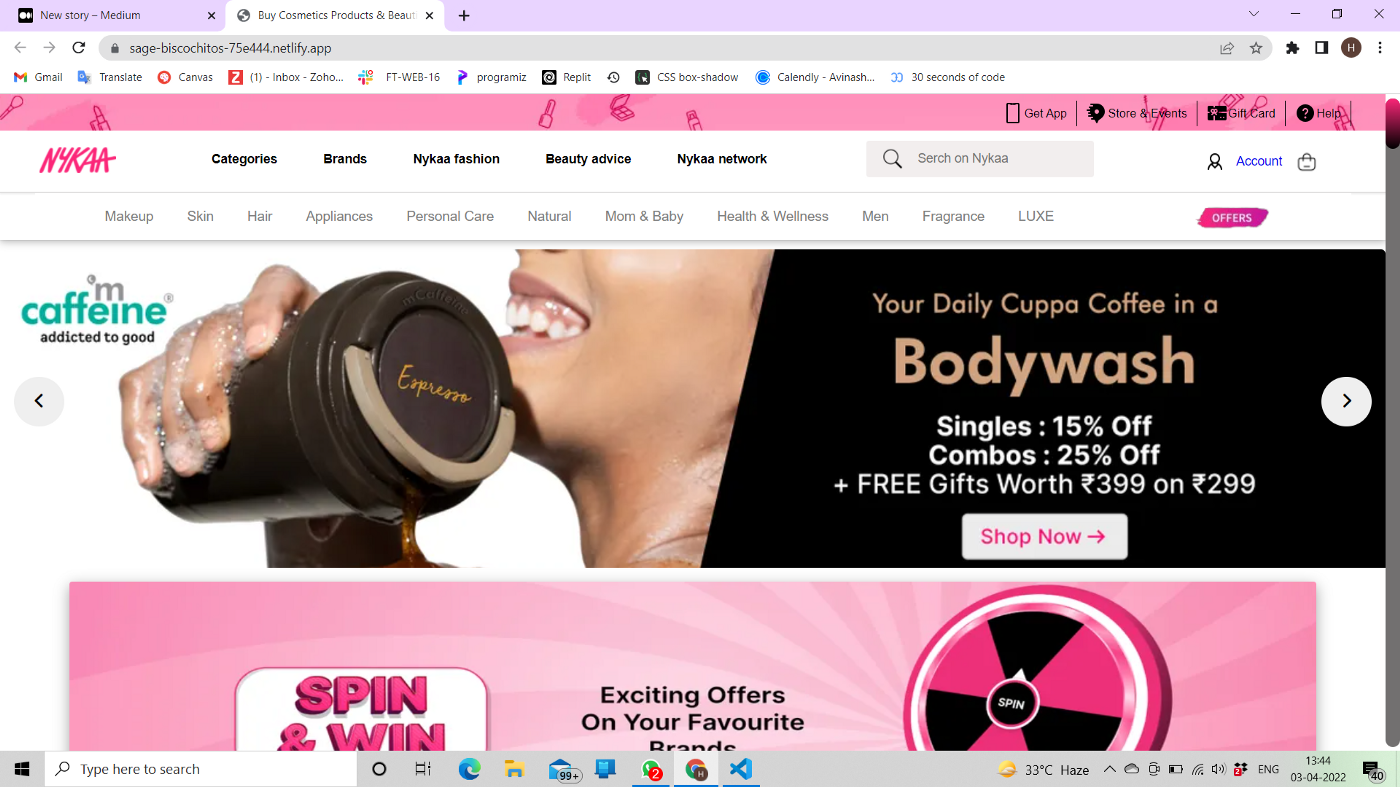 New story – Medium
Buy Cosmetics Products & Beaut
sage-biscochitos-75e444.netlify.app
H
Gmail
Translate
Canvas
(1) - Inbox - Zoho...
FT-WEB-16
programiz
Replit
CSS box-shadow
Calendly - Avinash...
30 seconds of code
Get App
Store & Events
Gift Card
Help
NYKAA
Categories
Brands
Nykaa fashion
Beauty advice
Nykaa network
Serch on Nykaa
Account
Makeup
Skin
Hair
Appliances
Personal Care
Natural
Mom & Baby
Health & Wellness
Men
Fragrance
LUXE
OFFERS
'm
caffeine®
addicted to good
mCaffeine
Espresso
Your Daily Cuppa Coffee in a
Bodywash
Singles : 15% Off
Combos : 25% Off
+ FREE Gifts Worth ₹399 on ₹299
Shop Now →
SPIN
& WIN
Exciting Offers
On Your Favourite
Brands
SPIN
Type here to search
99+
2
H
33°C Haze
2
ENG
13:44
03-04-2022
40